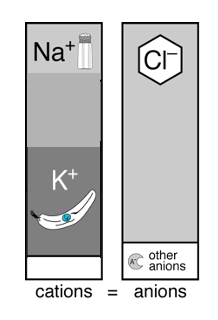 Na⁺
Cl⁻
K⁺
A⁻
other
anions
cations = anions